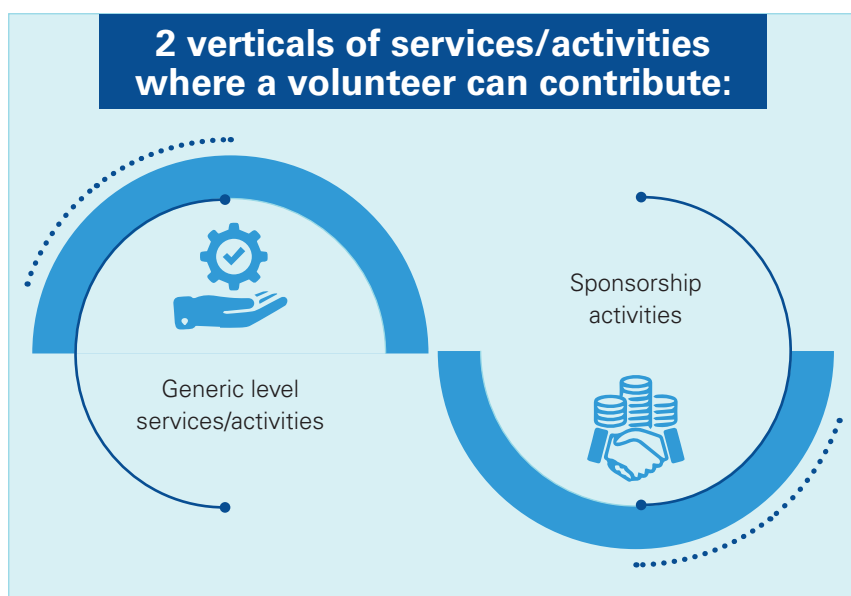 2 verticals of services/activities
where a volunteer can contribute:
Generic level
services/activities
Sponsorship
activities